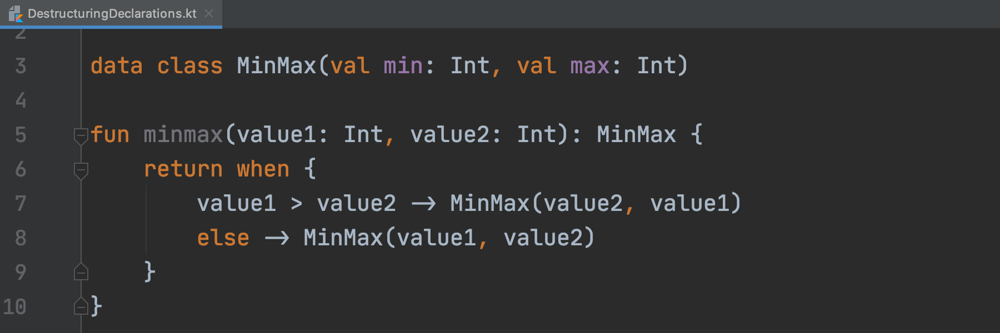 DestructuringDeclarations.kt
2
3 data class MinMax(val min: Int, val max: Int)
4
5 fun minmax(value1: Int, value2: Int): MinMax {
6     return when {
7         value1 > value2 -> MinMax(value2, value1)
8         else -> MinMax(value1, value2)
9     }
10 }